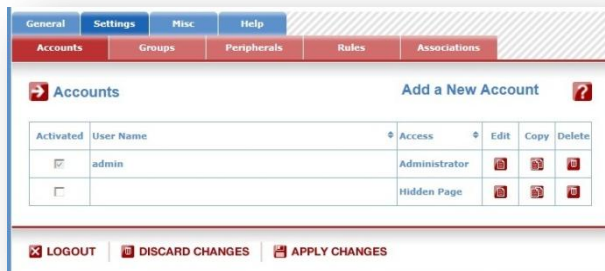 General Settings Misc Help
Accounts Groups Peripherals Rules Associations
Accounts Add a New Account ?
Activated User Name Access Edit Copy Delete
admin Administrator
Hidden Page
LOGOUT DISCARD CHANGES APPLY CHANGES